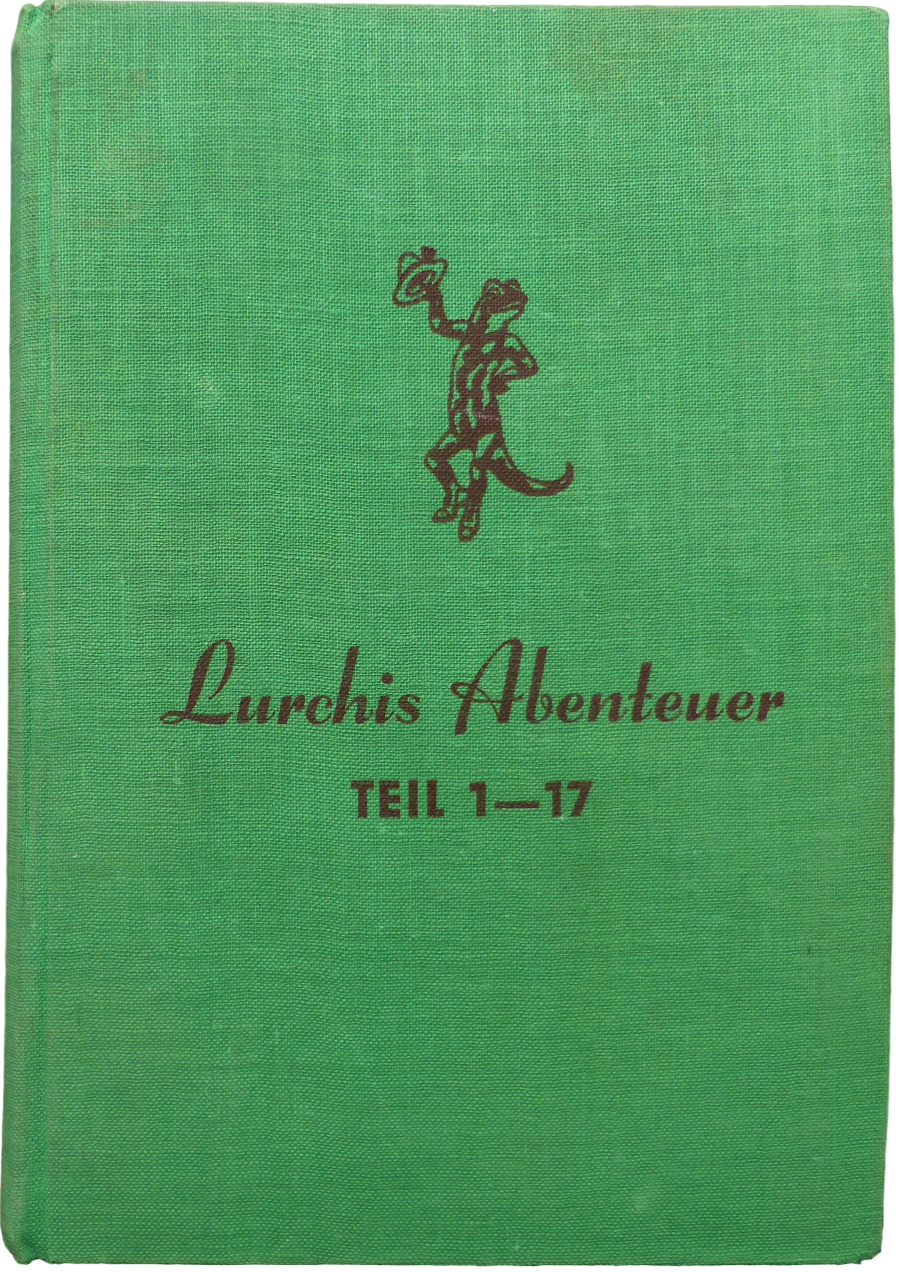 Lurchis Abenteuer
TEIL 1—17